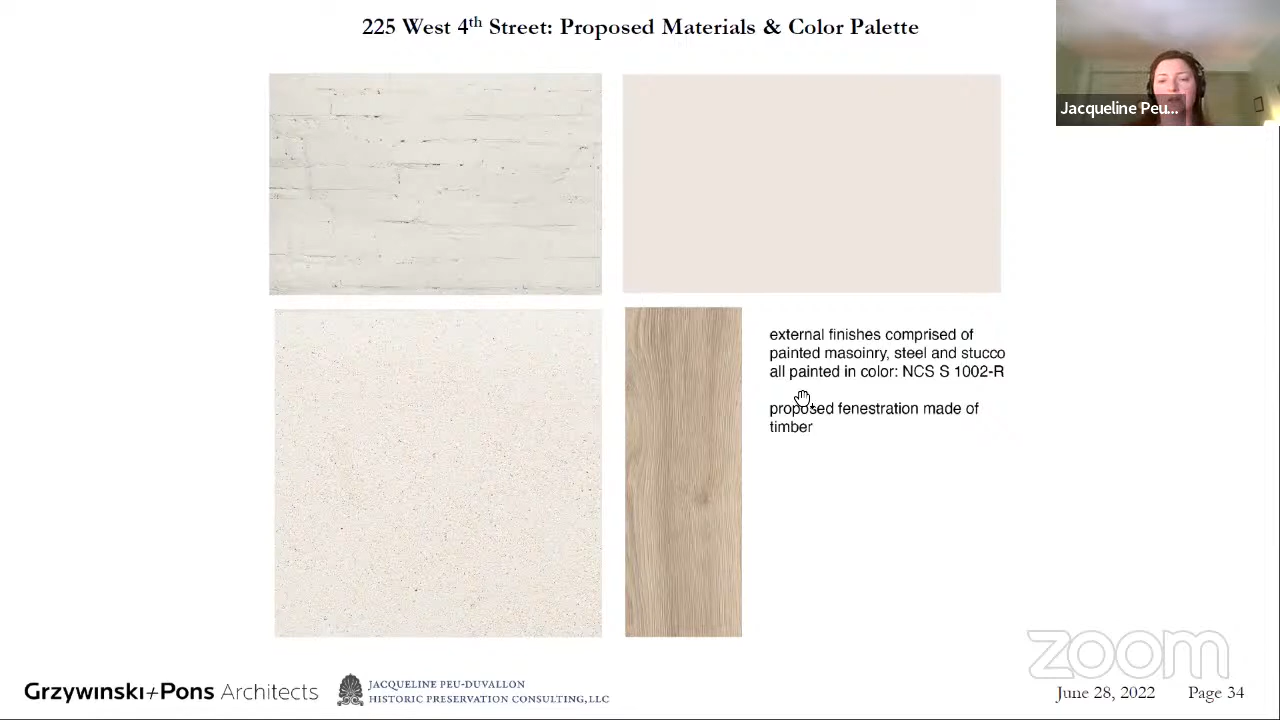 225 West 4th Street: Proposed Materials & Color Palette
Jacqueline Peu...
external finishes comprised of
painted masoinry, steel and stucco
all painted in color: NCS S 1002-R
proposed fenestration made of
timber
zoom
Grzywinski+Pons Architects
JACQUELINE PEU-DUVALLON
HISTORIC PRESERVATION CONSULTING, LLC
June 28, 2022 Page 34